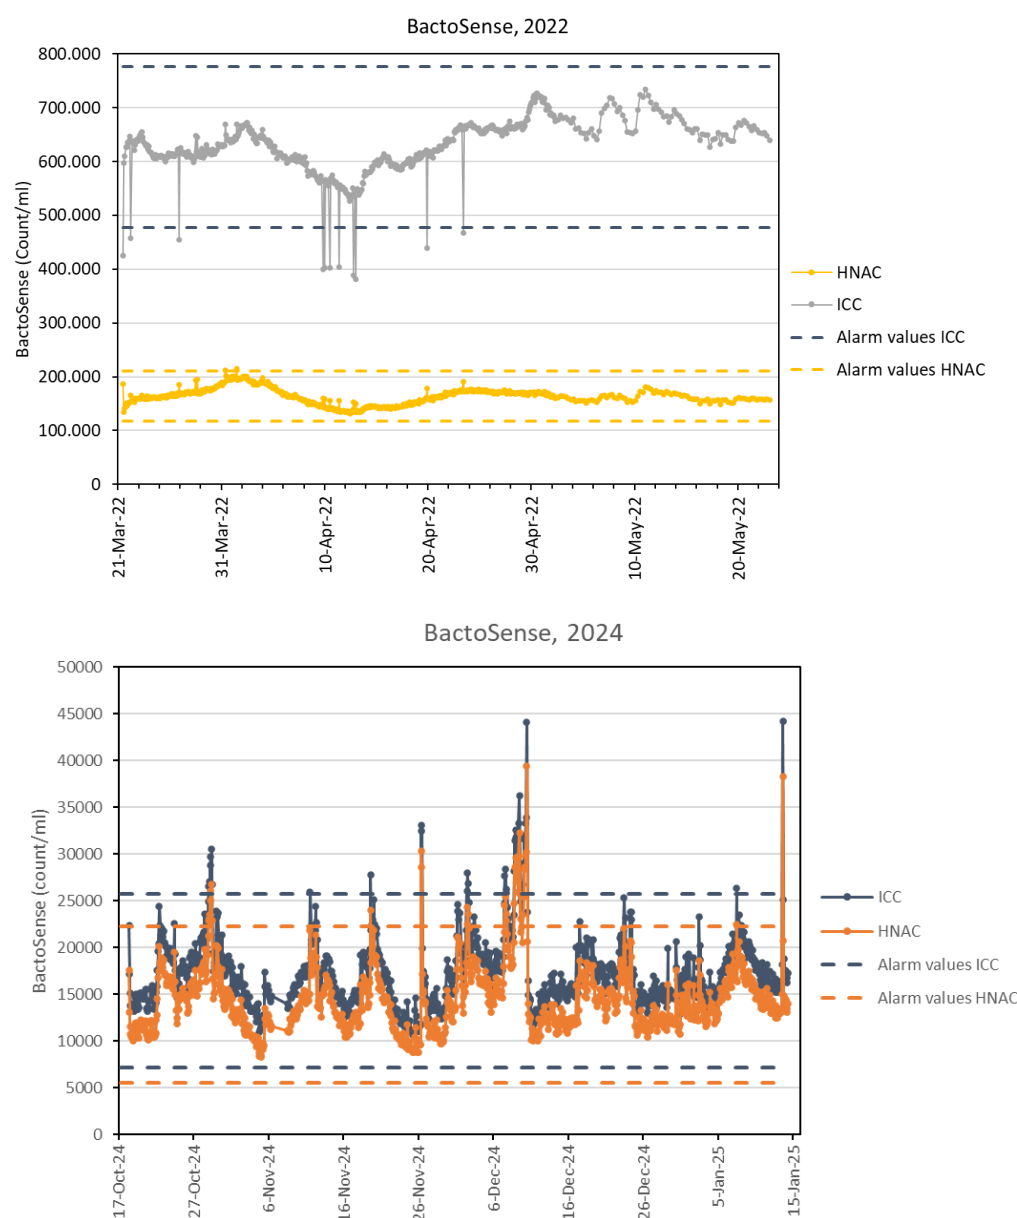 BactoSense, 2022
BactoSense (Count/ml)
800.000
700.000
600.000
500.000
400.000
300.000
200.000
100.000
0
21-Mar-22
31-Mar-22
10-Apr-22
20-Apr-22
30-Apr-22
10-May-22
20-May-22
HNAC
ICC
Alarm values ICC
Alarm values HNAC
BactoSense, 2024
BactoSense (count/ml)
50000
45000
40000
35000
30000
25000
20000
15000
10000
5000
0
17-Oct-24
27-Oct-24
6-Nov-24
16-Nov-24
26-Nov-24
6-Dec-24
16-Dec-24
26-Dec-24
5-Jan-25
15-Jan-25
ICC
HNAC
Alarm values ICC
Alarm values HNAC